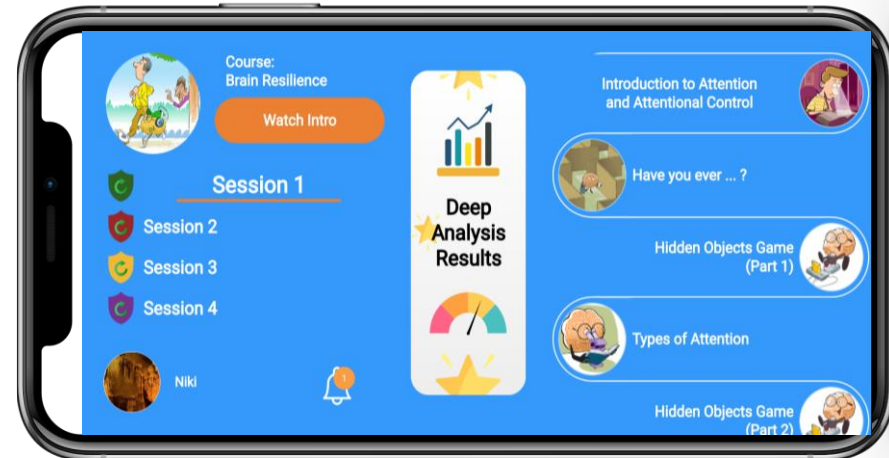 Course:
Brain Resilience
Watch Intro
Session 1
Session 2
Session 3
Session 4
Niki
1
Deep
Analysis
Results
Introduction to Attention
and Attentional Control
Have you ever ... ?
Hidden Objects Game
(Part 1)
Types of Attention
Hidden Objects Game
(Part 2)